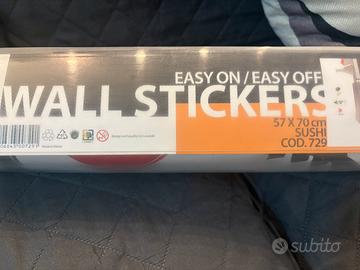 EASY ON / EASY OFF
WALL STICKERS
57 X 70 cm
SUSHI
COD. 729
subito